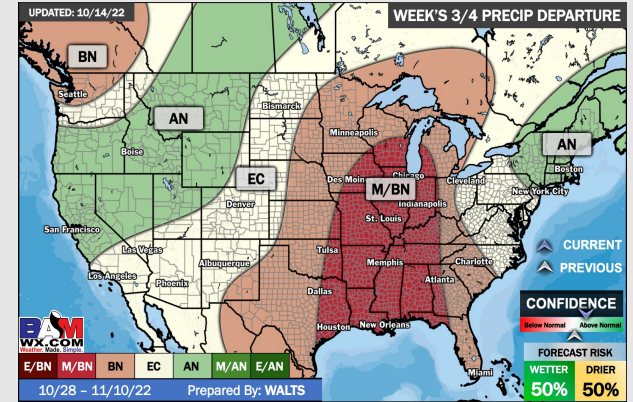 UPDATED: 10/14/22
WEEK'S 3/4 PRECIP DEPARTURE
BN
Seattle
AN
Bismarck
Minneapolis
Boise
AN
Boston
EC
Des Moin
Chicago
Cleveland
M/BN
New York City
Denver
Indianapolis
St. Louis
San Francisco
Las Vegas
Tulsa
CURRENT
Los Angeles
Albuquerque
Memphis
Charlotte
PREVIOUS
Phoenix
Atlanta
Dallas
CONFIDENCE
Below Normal Above Normal
Houston
New Orleans
BAM
WX.COM
Weather. Made. Simple.
FORECAST RISK
E/BN M/BN BN EC AN M/AN E/AN
Miami
WETTER DRIER
50% 50%
10/28 – 11/10/22 Prepared By: WALTS